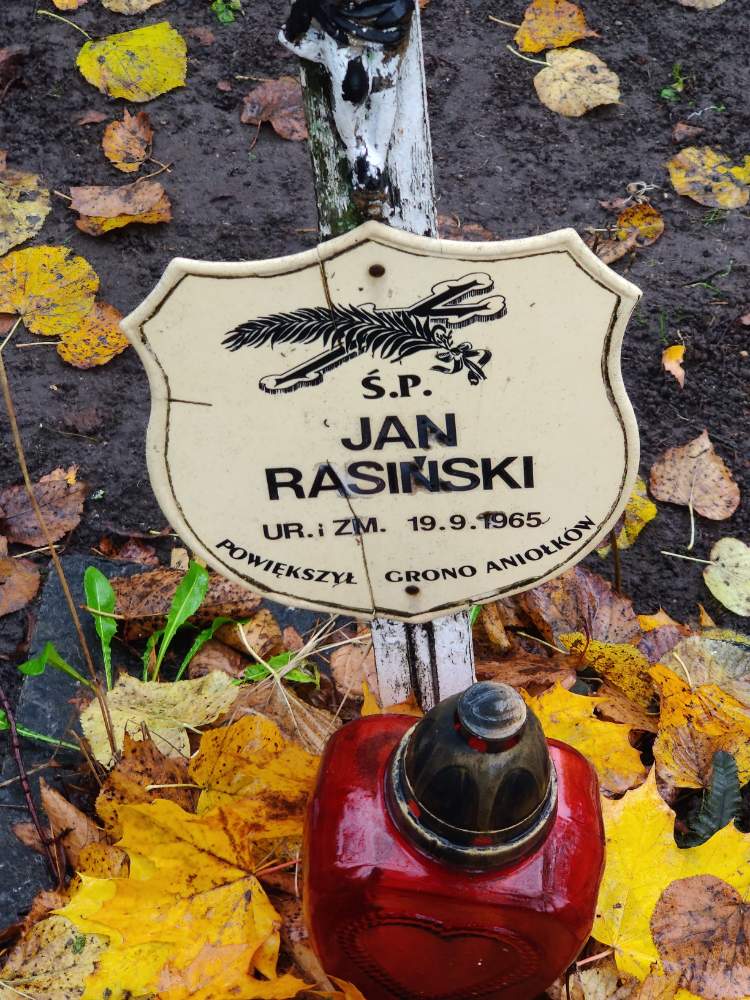 Ś.P.
JAN
RASIŃSKI
UR. i ZM. 19.9.1965
POWIĘKSZYŁ GRONO ANIOŁKÓW